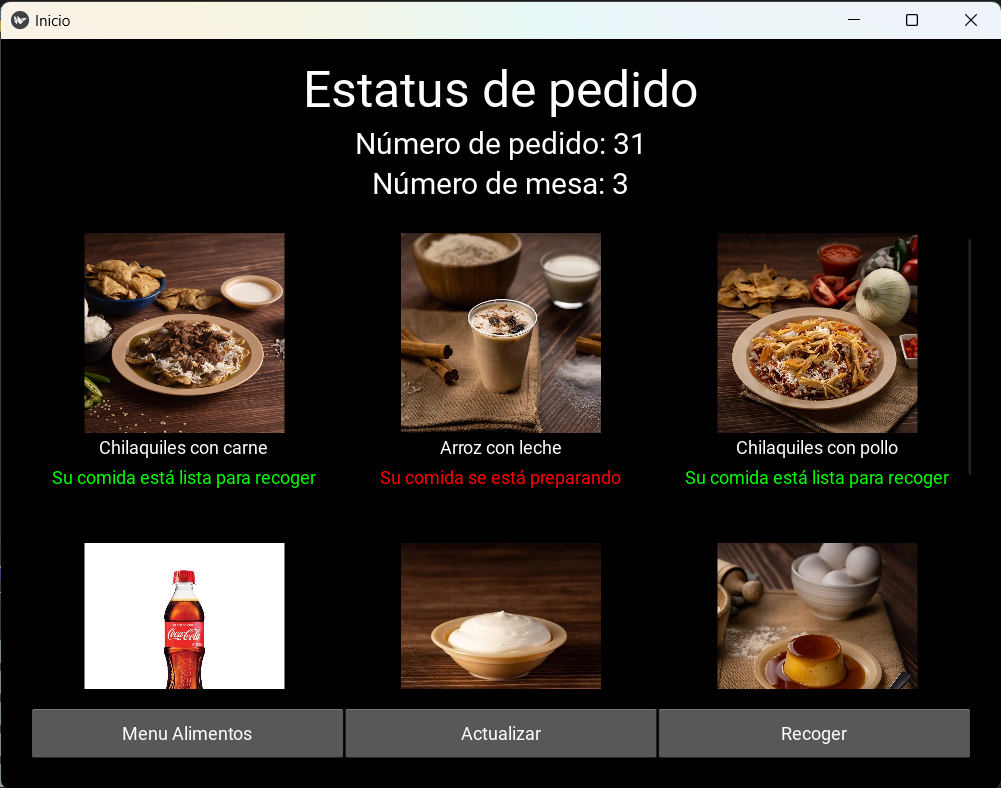 Inicio
Estatus de pedido
Número de pedido: 31
Número de mesa: 3
Chilaquiles con carne
Arroz con leche
Chilaquiles con pollo
Su comida está lista para recoger
Su comida se está preparando
Su comida está lista para recoger
Coca-Cola
Menu Alimentos
Actualizar
Recoger